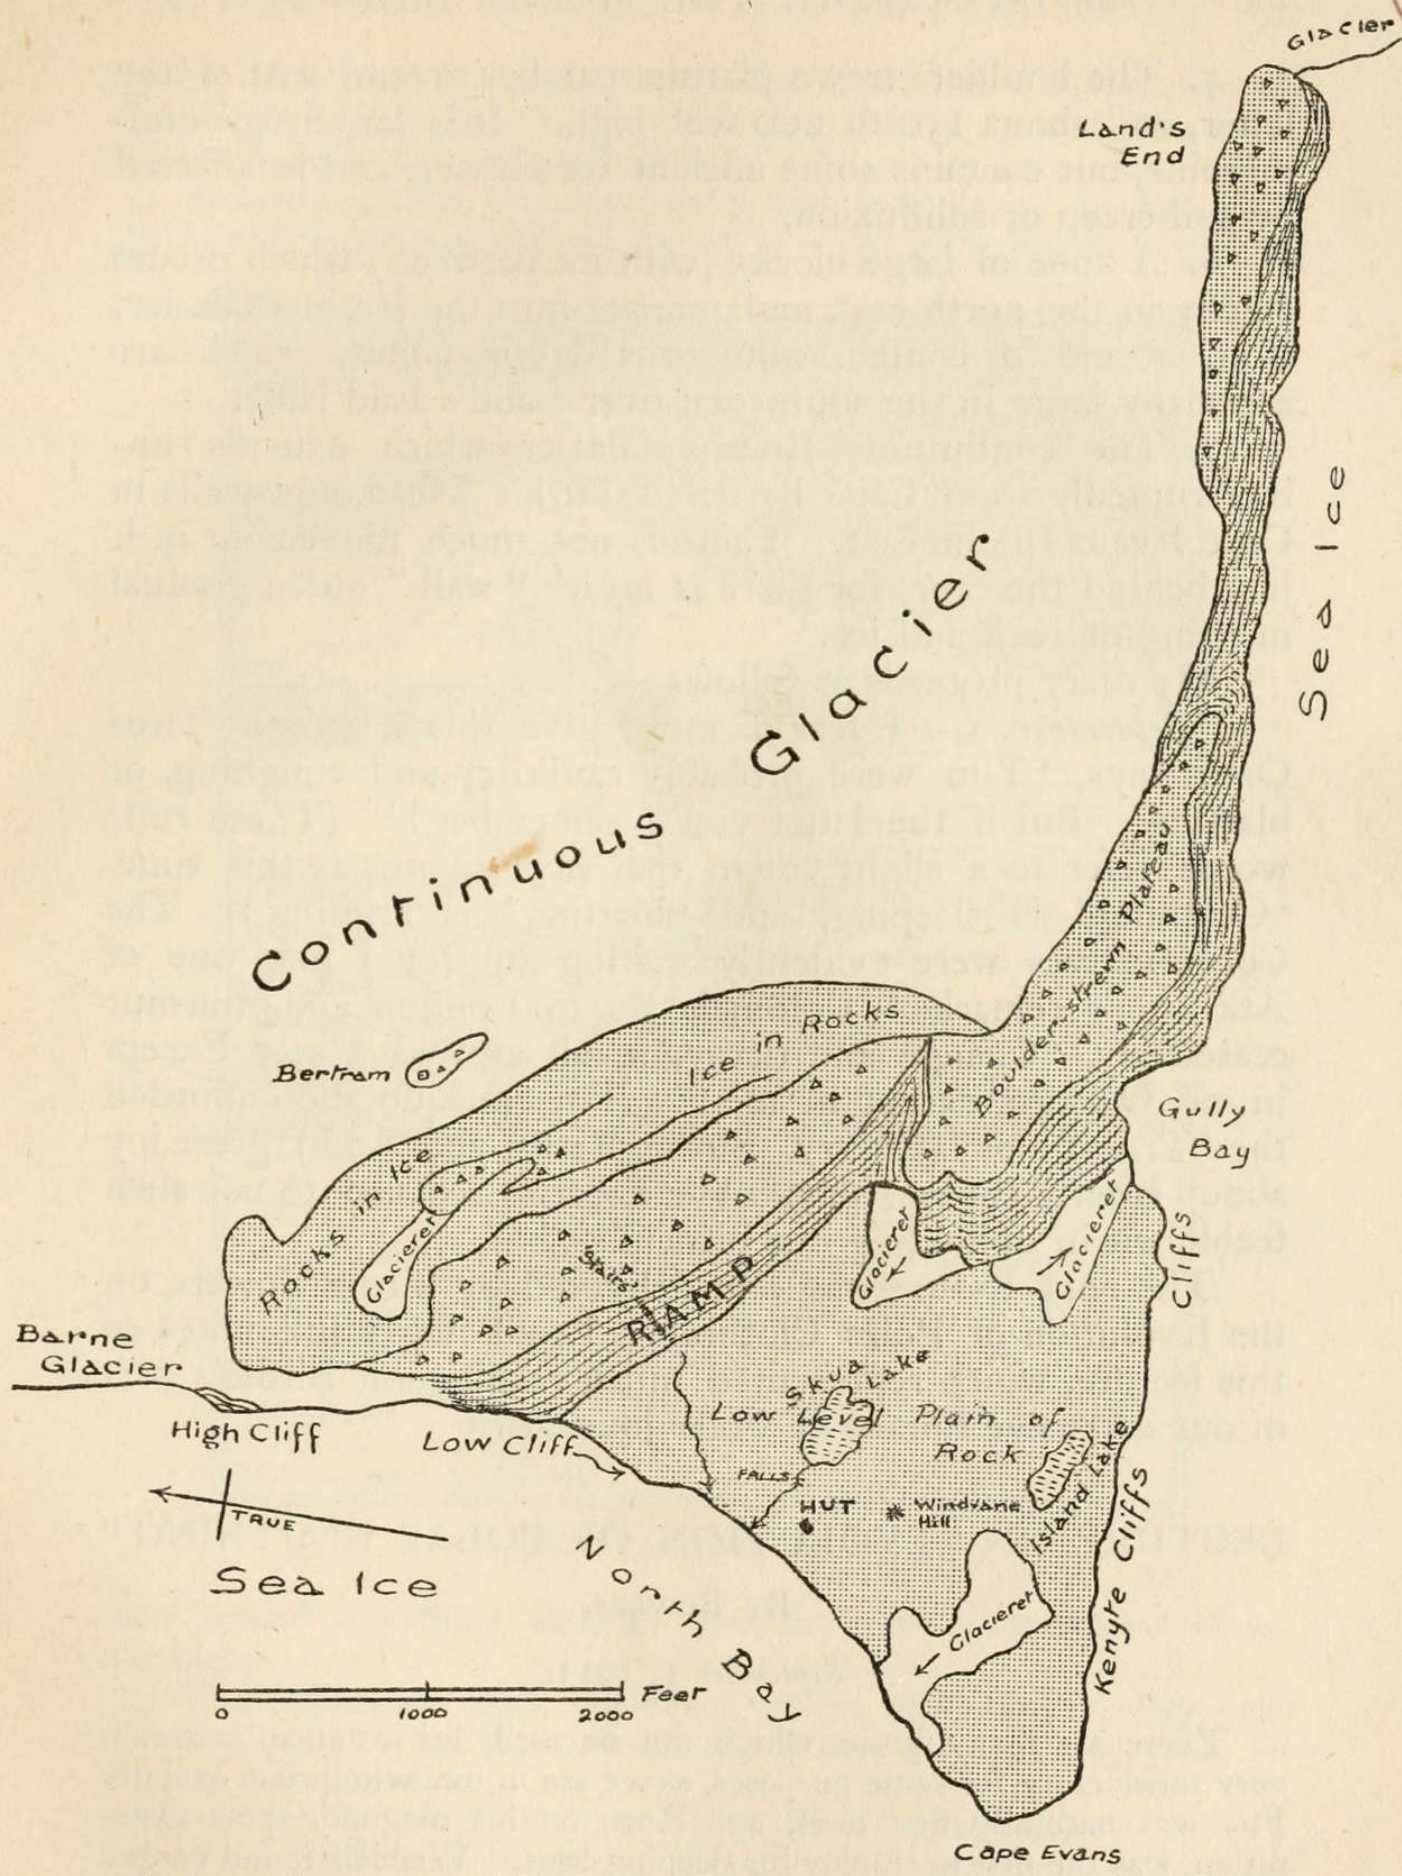 Glacier
Land's
End
Sea Ice
Continuous Glacier
Bertram
Ice in Rocks
Boulder-strewn Plateau
Gully
Bay
Rocks in Ice
Glacieret
Glacieret
Glacieret
Cliffs
"Stairs"
RAMP
Barne
Glacier
High Cliff
Low Cliff
Skua
Lake
Low Level Plain of
Rock
Island Lake
FALLS
HUT
Windvane
Hill
TRUE
Sea Ice
North Bay
Glacieret
Kenyte Cliffs
Feet
0 1000 2000
Cape Evans